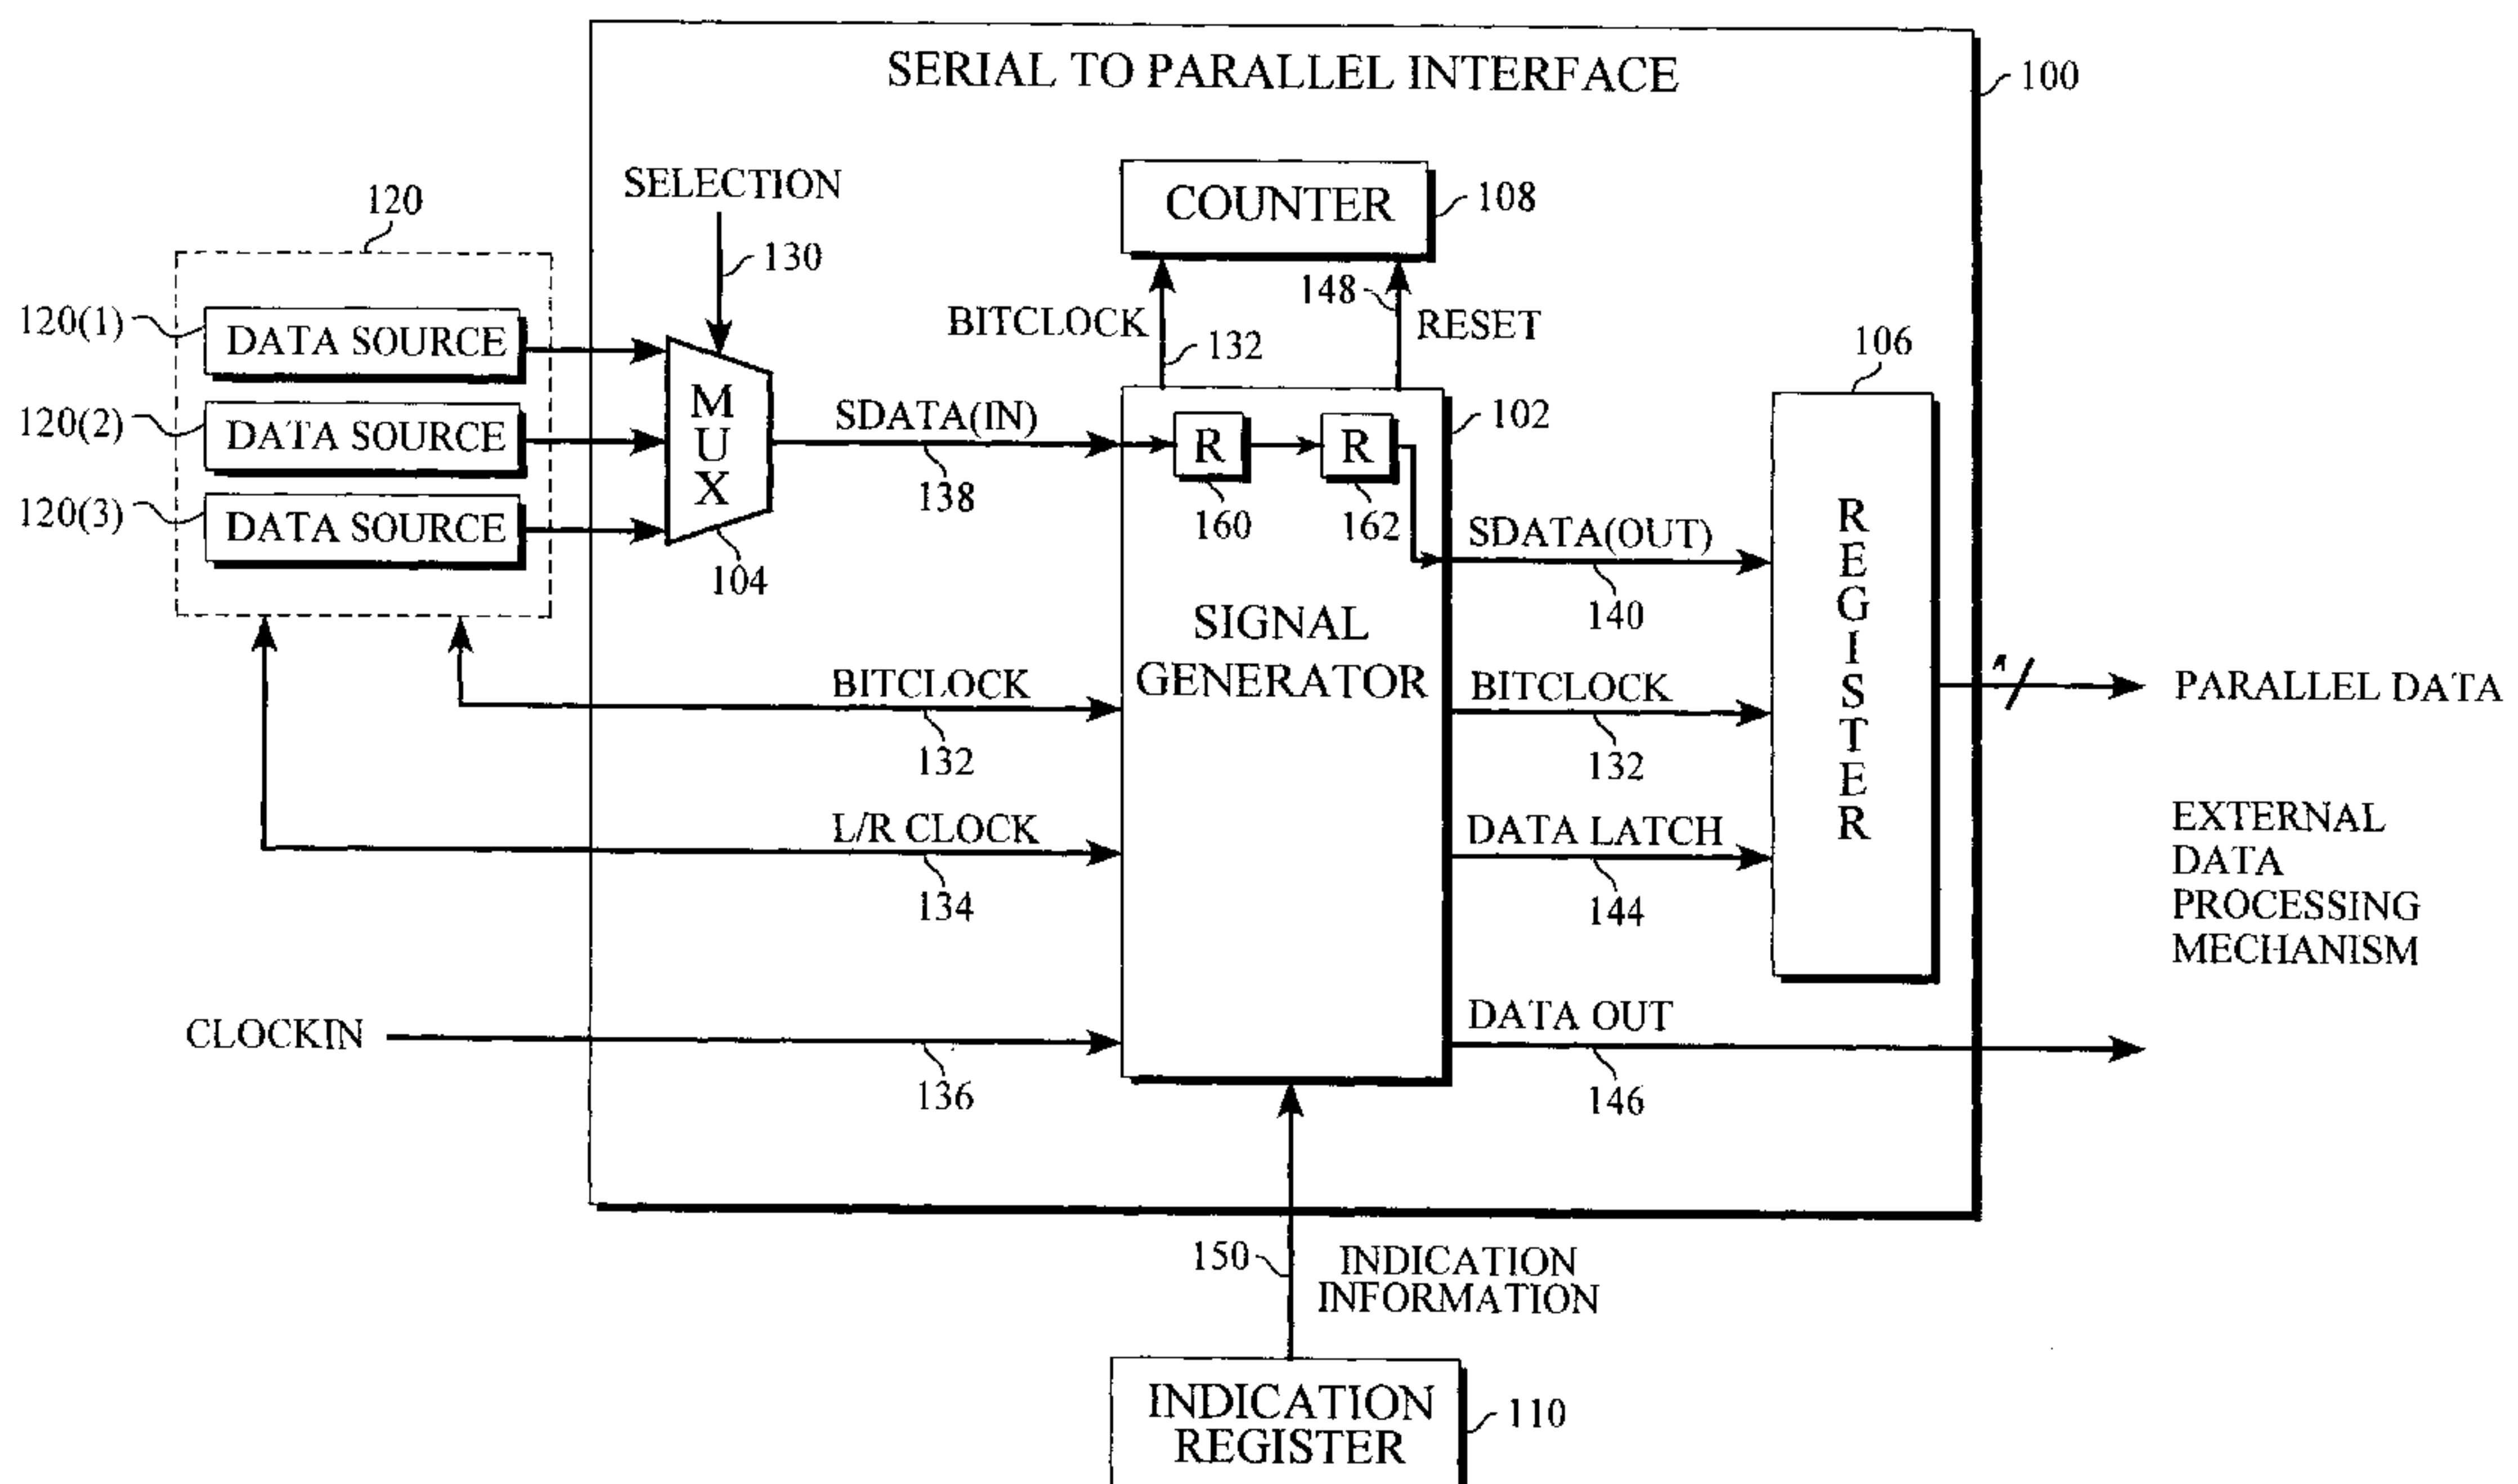 SERIAL TO PARALLEL INTERFACE
100
SELECTION
130
COUNTER
108
120
BITCLOCK
132
148
RESET
120(1)
DATA SOURCE
120(2)
DATA SOURCE
120(3)
DATA SOURCE
MUX
104
SDATA(IN)
138
R
160
R
162
102
106
SDATA(OUT)
140
SIGNAL
GENERATOR
REGISTER
BITCLOCK
132
BITCLOCK
132
PARALLEL DATA
L/R CLOCK
134
DATA LATCH
144
EXTERNAL
DATA
PROCESSING
MECHANISM
CLOCKIN
136
DATA OUT
146
150
INDICATION
INFORMATION
INDICATION
REGISTER
110